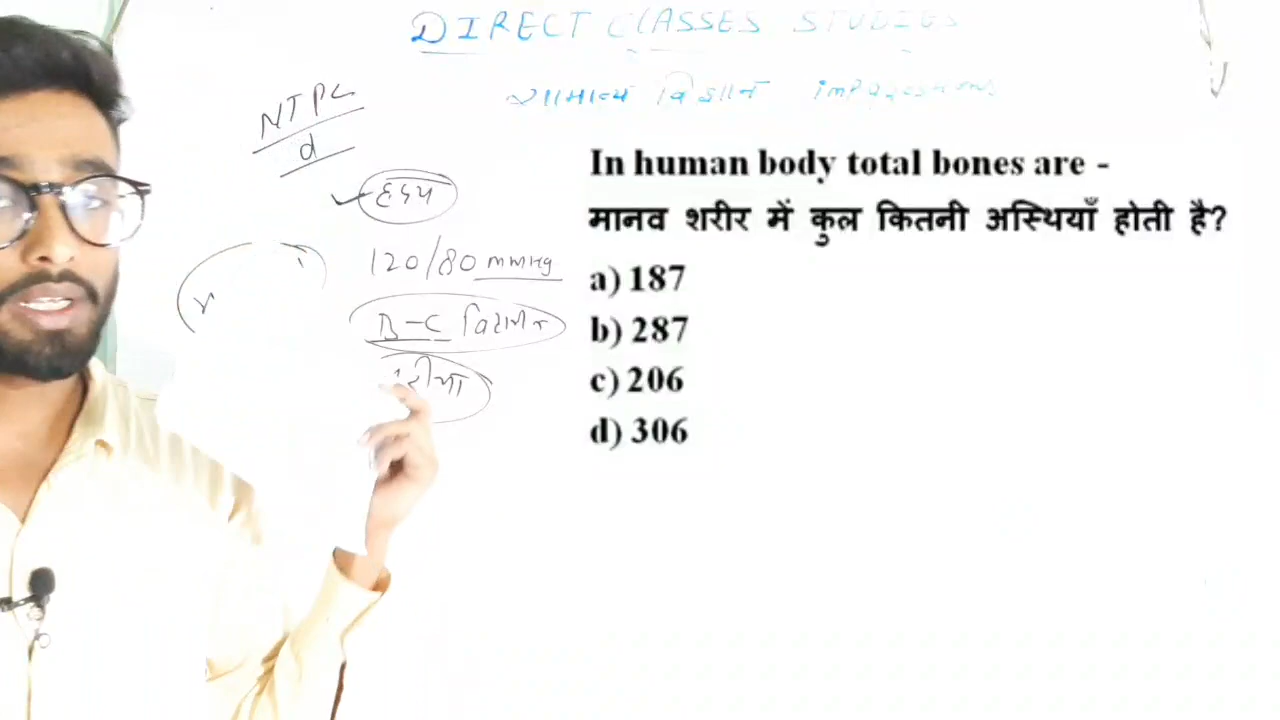 DIRECT CLASSES STUDIES
सामान्य विज्ञान
NTPC
d
हृदय
120/80 mmHg
B-C
In human body total bones are -
मानव शरीर में कुल कितनी अस्थियाँ होती है?
a) 187
b) 287
c) 206
d) 306